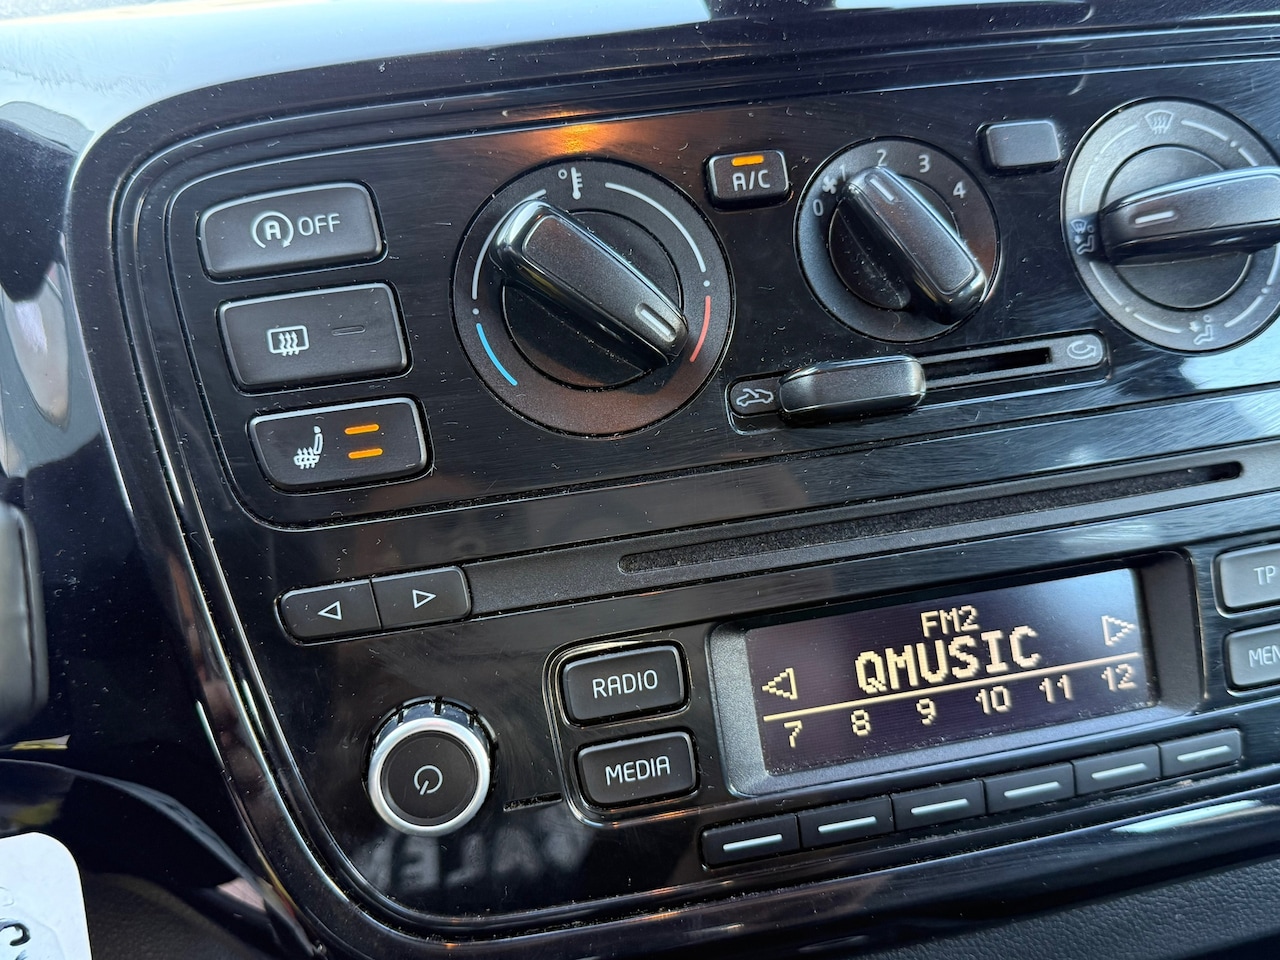 A OFF
A/C
0 1 2 3 4
TP
FM2
QMUSIC
7 8 9 10 11 12
RADIO
MEDIA
MEN